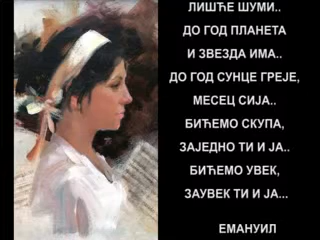 ЛИШЋЕ ШУМИ..
ДО ГОД ПЛАНЕТА
И ЗВЕЗДА ИМА..
ДО ГОД СУНЦЕ ГРЕЈЕ,
МЕСЕЦ СИЈА..
БИЋЕМО СКУПА,
ЗАЈЕДНО ТИ И ЈА..
БИЋЕМО УВЕК,
ЗАУВЕК ТИ И ЈА...
ЕМАНУИЛ